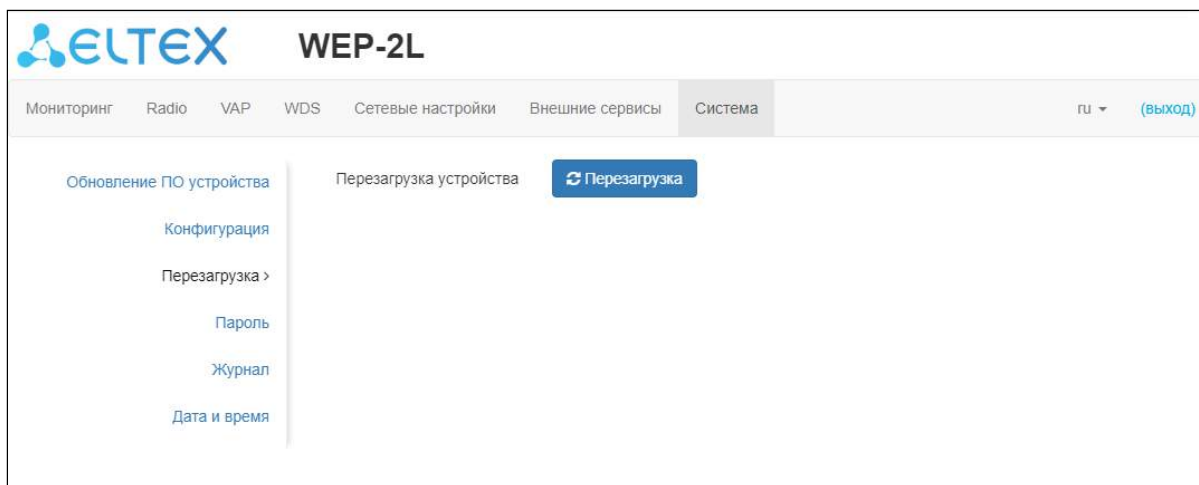 ELTEX WEP-2L
Мониторинг Radio VAP WDS Сетевые настройки Внешние сервисы Система ru (выход)
Обновление ПО устройства
Перезагрузка устройства Перезагрузка
Конфигурация
Перезагрузка >
Пароль
Журнал
Дата и время